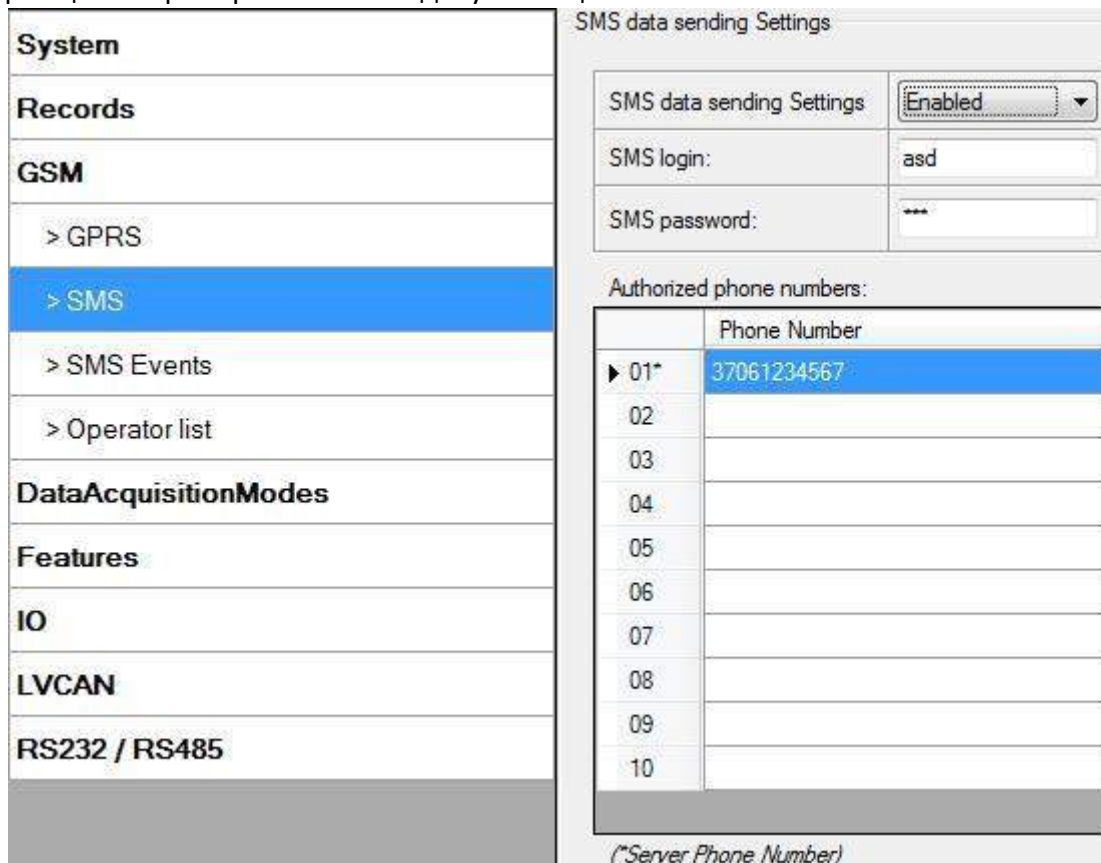 System
Records
GSM
> GPRS
> SMS
> SMS Events
> Operator list
DataAcquisitionModes
Features
IO
LVCAN
RS232 / RS485
SMS data sending Settings
SMS data sending Settings Enabled
SMS login: asd
SMS password: ***
Authorized phone numbers:
Phone Number
01* 37061234567
02
03
04
05
06
07
08
09
10
(*Server Phone Number)